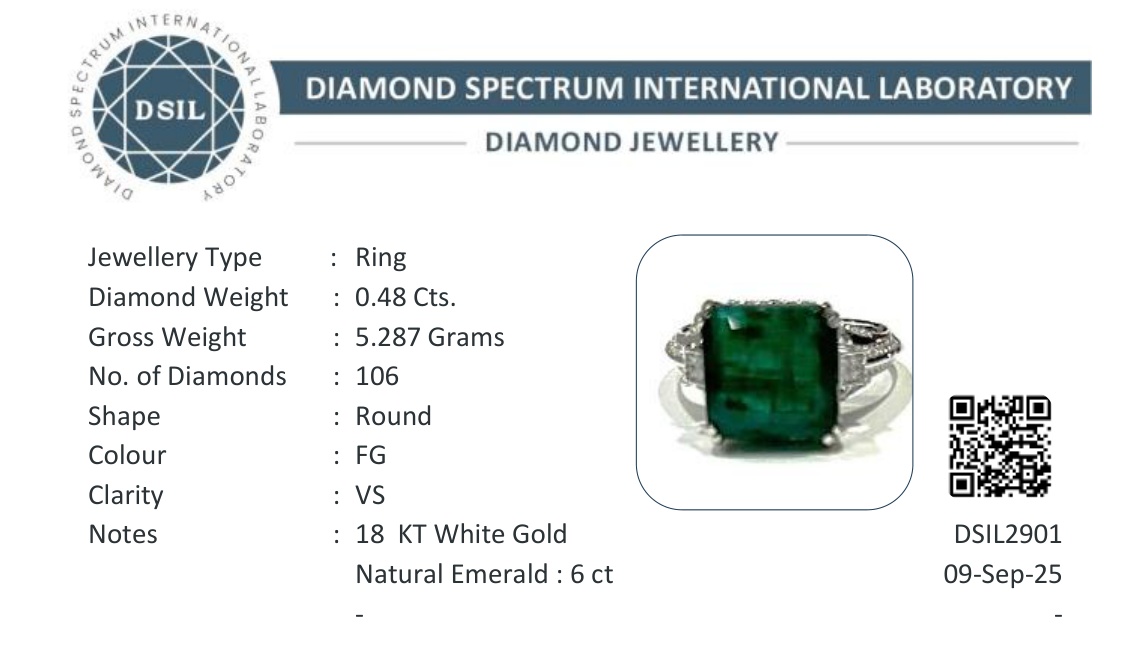 DIAMOND SPECTRUM INTERNATIONAL LABORATORY
DSIL
DIAMOND SPECTRUM INTERNATIONAL LABORATORY
DIAMOND JEWELLERY
Jewellery Type : Ring
Diamond Weight : 0.48 Cts.
Gross Weight : 5.287 Grams
No. of Diamonds : 106
Shape : Round
Colour : FG
Clarity : VS
Notes : 18 KT White Gold
DSIL2901
Natural Emerald : 6 ct
09-Sep-25
-
-